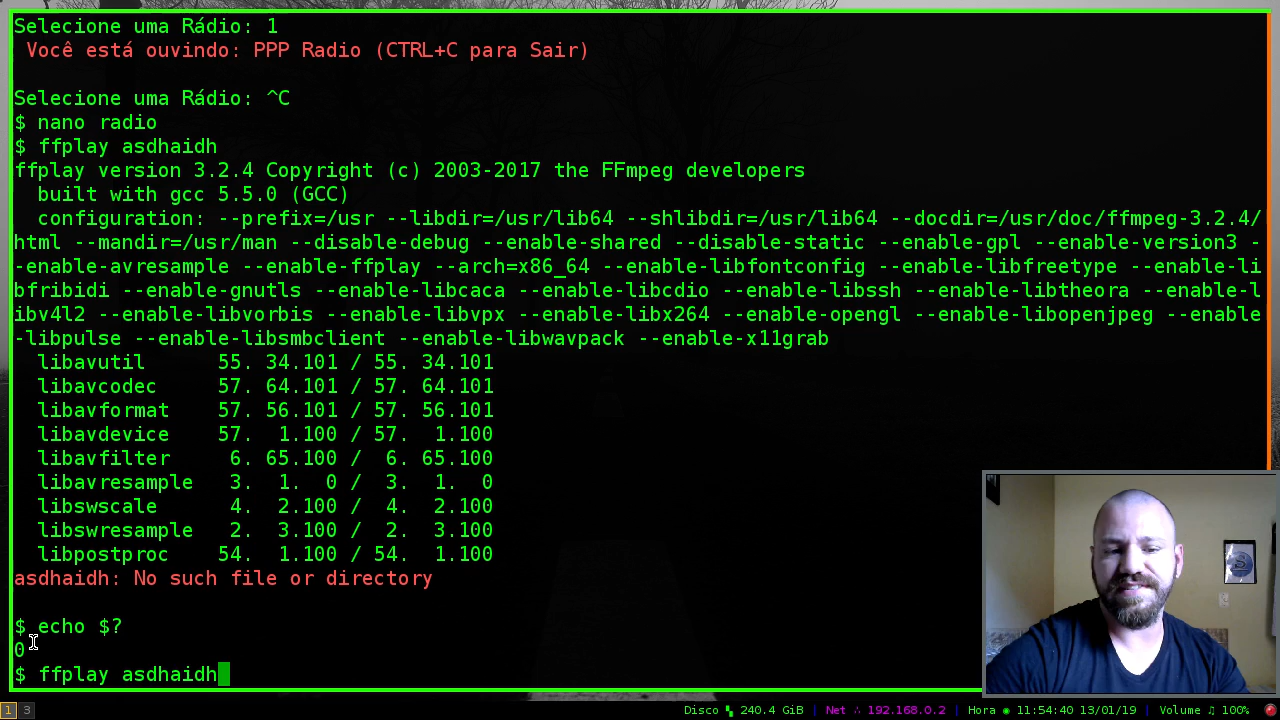 Selecione uma Rádio: 1
Você está ouvindo: PPP Radio (CTRL+C para Sair)
Selecione uma Rádio: ^C
$ nano radio
$ ffplay asdhaidh
ffplay version 3.2.4 Copyright (c) 2003-2017 the FFmpeg developers
built with gcc 5.5.0 (GCC)
configuration: --prefix=/usr --libdir=/usr/lib64 --shlibdir=/usr/lib64 --docdir=/usr/doc/ffmpeg-3.2.4/
html --mandir=/usr/man --disable-debug --enable-shared --disable-static --enable-gpl --enable-version3 -
-enable-avresample --enable-ffplay --arch=x86_64 --enable-libfontconfig --enable-libfreetype --enable-li
bfribidi --enable-gnutls --enable-libcaca --enable-libcdio --enable-libssh --enable-libtheora --enable-l
ibv4l2 --enable-libvorbis --enable-libvpx --enable-libx264 --enable-opengl --enable-libopenjpeg --enable
-libpulse --enable-libsmbclient --enable-libwavpack --enable-x11grab
libavutil 55. 34.101 / 55. 34.101
libavcodec 57. 64.101 / 57. 64.101
libavformat 57. 56.101 / 57. 56.101
libavdevice 57. 1.100 / 57. 1.100
libavfilter 6. 65.100 / 6. 65.100
libavresample 3. 1. 0 / 3. 1. 0
libswscale 4. 2.100 / 4. 2.100
libswresample 2. 3.100 / 2. 3.100
libpostproc 54. 1.100 / 54. 1.100
asdhaidh: No such file or directory
$ echo $?
0
$ ffplay asdhaidh
1 3 Disco 240.4 GiB | Net ∴ 192.168.0.2 | Hora ◉ 11:54:40 13/01/19 | Volume ♫ 100%